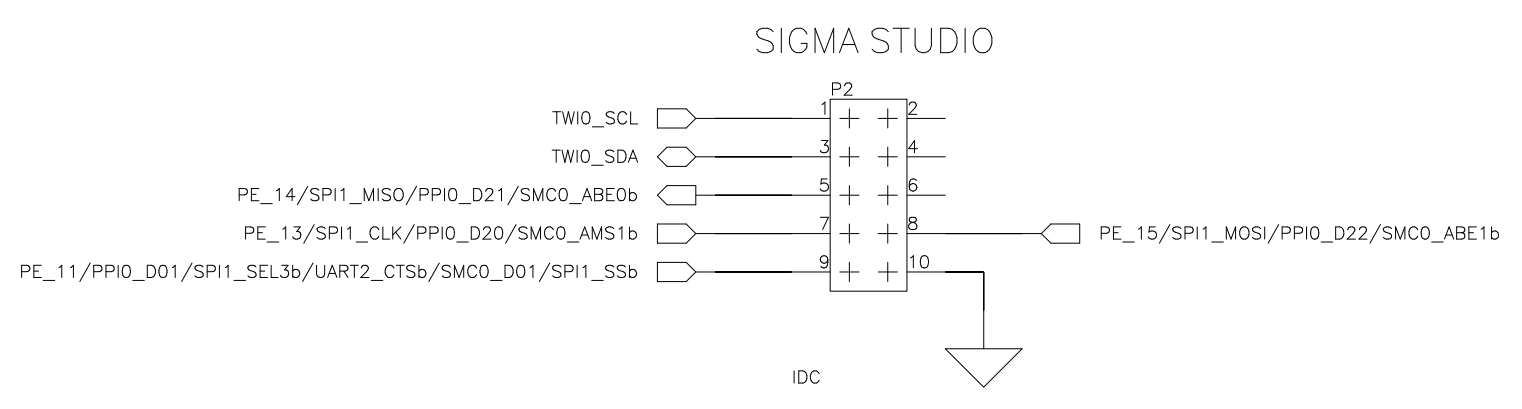 SIGMA STUDIO
P2
TWI0_SCL 1 2
TWI0_SDA 3 4
PE_14/SPI1_MISO/PPI0_D21/SMC0_ABE0b 5 6
PE_13/SPI1_CLK/PPI0_D20/SMC0_AMS1b 7 8 PE_15/SPI1_MOSI/PPI0_D22/SMC0_ABE1b
PE_11/PPI0_D01/SPI1_SEL3b/UART2_CTSb/SMC0_D01/SPI1_SSb 9 10
IDC